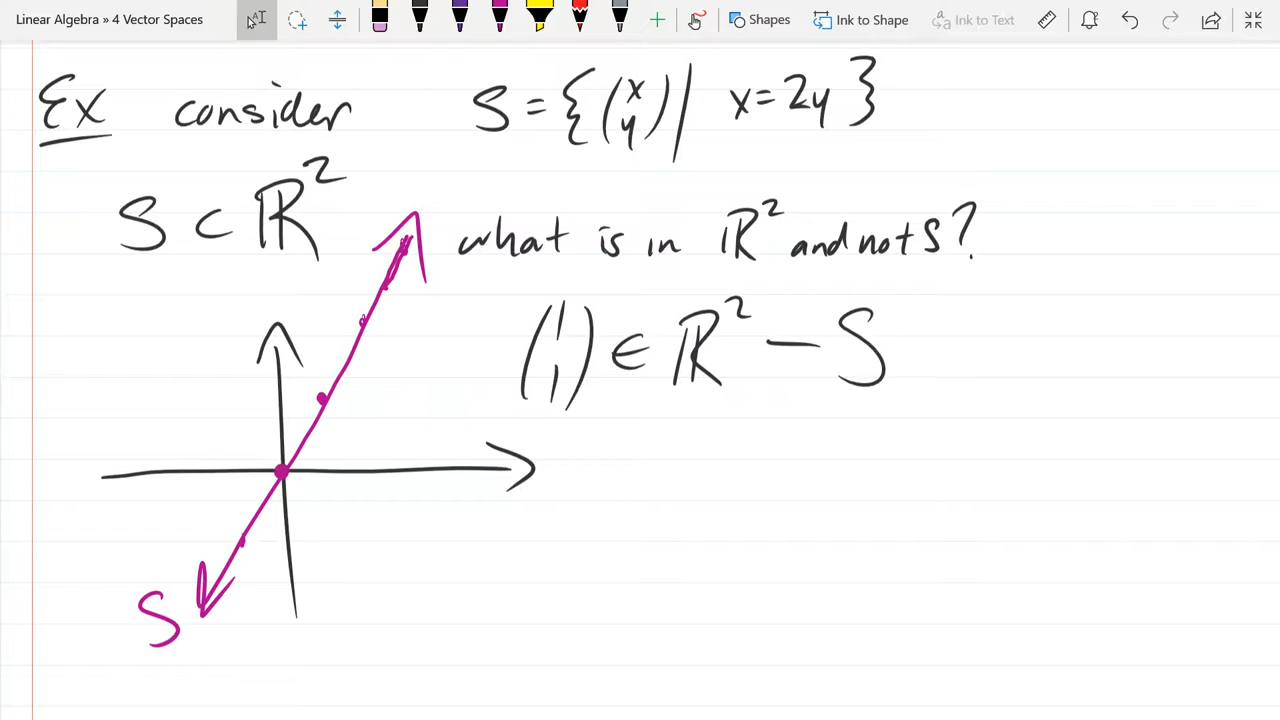 Linear Algebra » 4 Vector Spaces
Shapes
Ink to Shape
Ink to Text
Ex consider S = { (x y) | x = 2y }
S ⊂ ℝ²
what is in ℝ² and not S?
(1 1) ∈ ℝ² − S
S